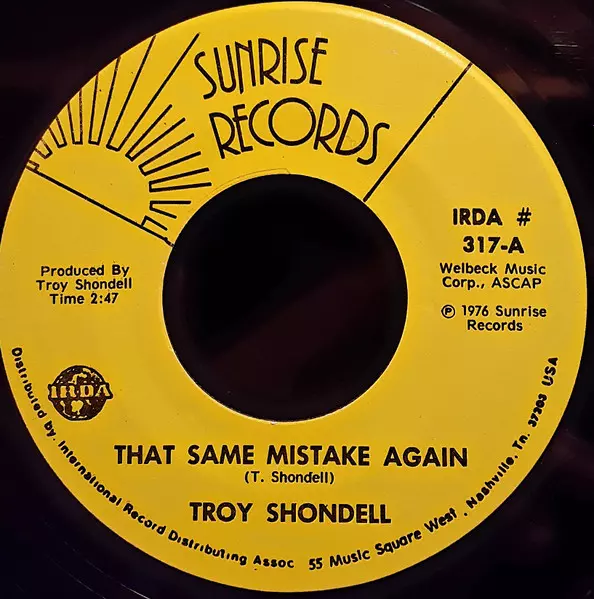 SUNRISE
RECORDS
IRDA #
317-A
Welbeck Music
Corp., ASCAP
℗ 1976 Sunrise
Records
Produced By
Troy Shondell
Time 2:47
IRDA
THAT SAME MISTAKE AGAIN
(T. Shondell)
TROY SHONDELL
Distributed by. International Record Distributing Assoc 55 Music Square West . Nashville, Tn. 37203 USA